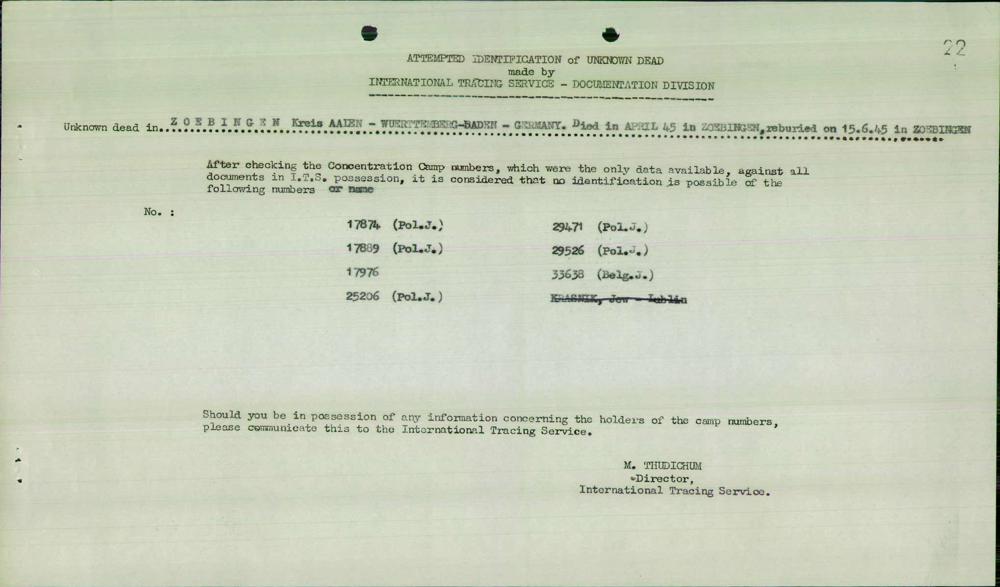 22
ATTEMPTED IDENTIFICATION of UNKNOWN DEAD
made by
INTERNATIONAL TRACING SERVICE - DOCUMENTATION DIVISION
Unknown dead in...Z O E B I N G E N Kreis AALEN - WUERTTEMBERG-BADEN - GERMANY. Died in APRIL 45 in ZOEBINGEN, reburied on 15.6.45 in ZOEBINGEN
After checking the Concentration Camp numbers, which were the only data available, against all
documents in I.T.S. possession, it is considered that no identification is possible of the
following numbers or name
No. :
17874 (Pol.J.) 29471 (Pol.J.)
17889 (Pol.J.) 29526 (Pol.J.)
17976 33638 (Belg.J.)
25206 (Pol.J.) KRASNIK, Jew - Lublin
Should you be in possession of any information concerning the holders of the camp numbers,
please communicate this to the International Tracing Service.
M. THUDICHUM
Director,
International Tracing Service.